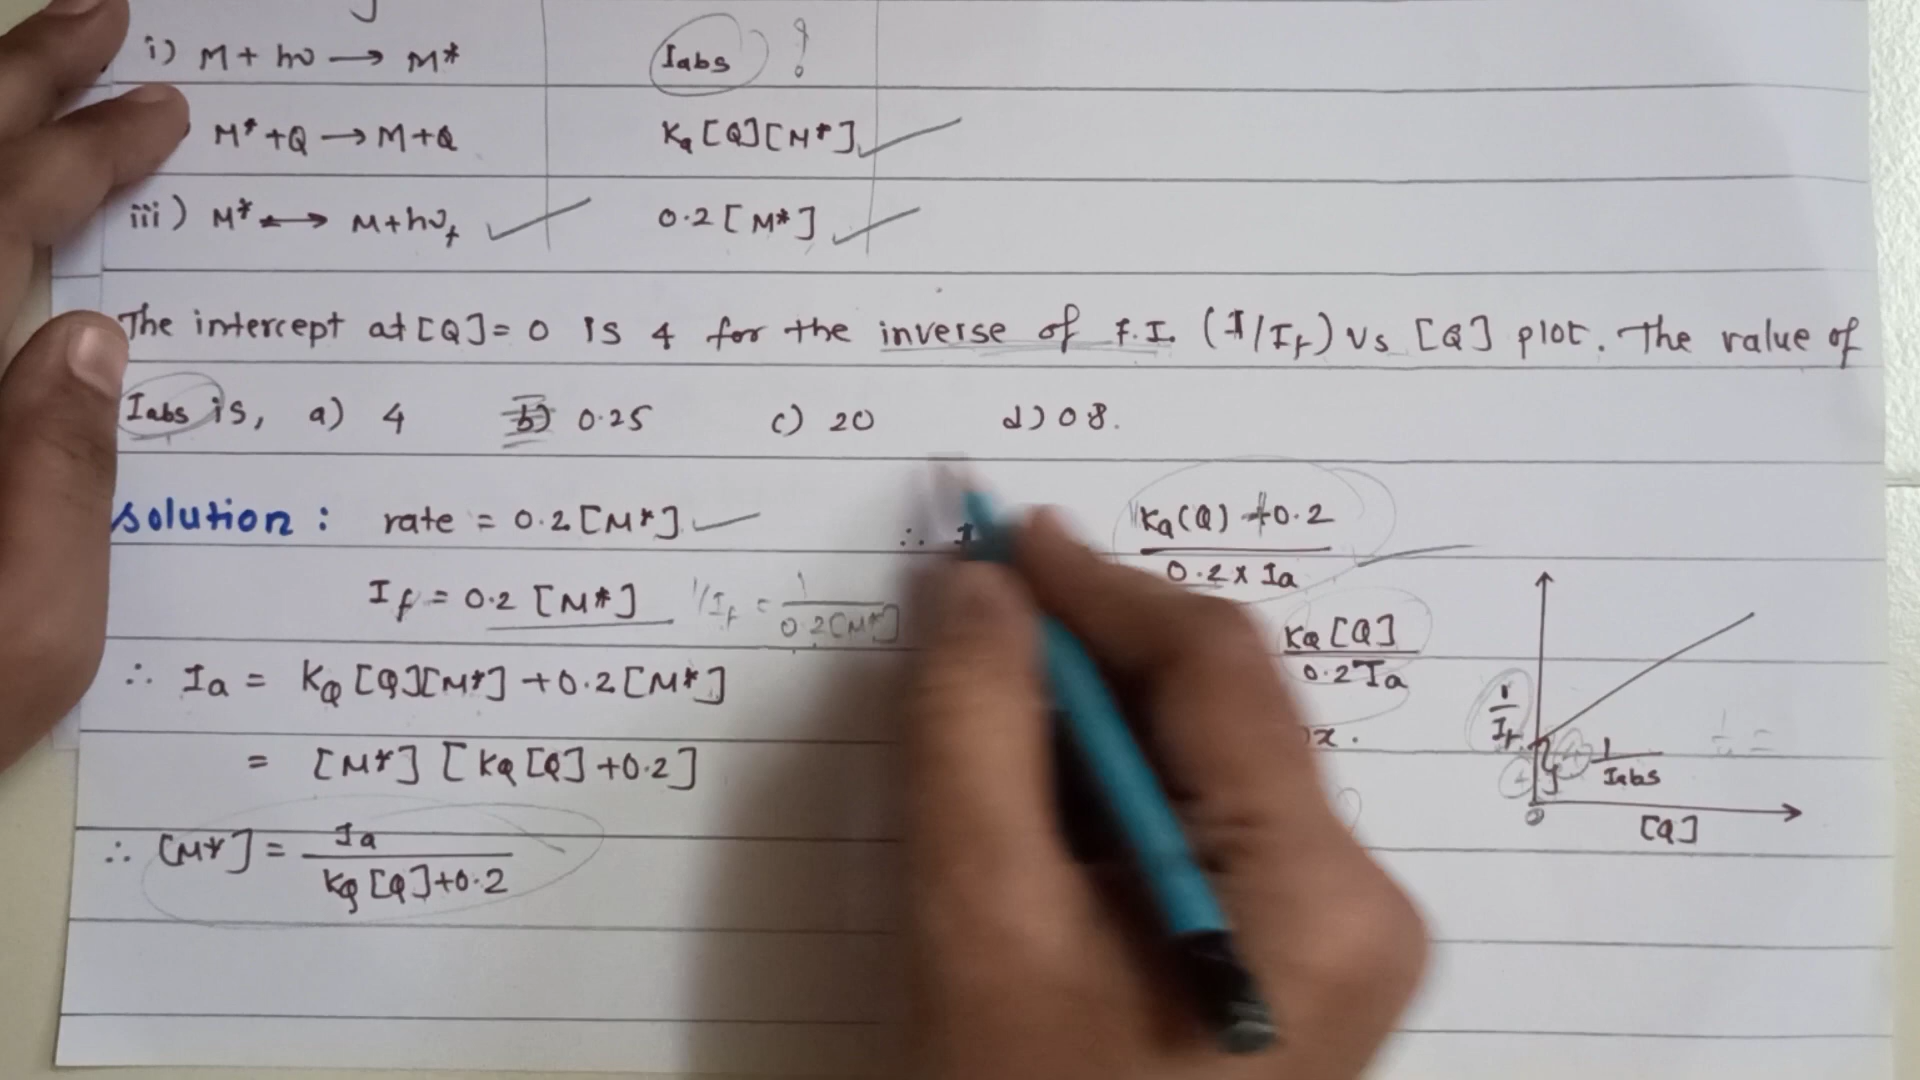 i) M + hν → M* Iabs
M* + Q → M + Q Kq [Q][M*]
iii) M* → M + hνf 0.2 [M*]
The intercept at [Q] = 0 is 4 for the inverse of F.I. (1/If) vs [Q] plot. The value of
Iabs is, a) 4 b) 0.25 c) 20 d) 0.8.
Solution : rate = 0.2 [M*]
If = 0.2 [M*] 1/If = 1/0.2[M*]
∴ Ia = KQ [Q][M*] + 0.2 [M*]
= [M*] [KQ [Q] + 0.2]
∴ [M*] = Ia / KQ [Q] + 0.2
∴ KQ (Q) + 0.2 / 0.2 x Ia
KQ [Q] / 0.2 Ia
x.
1/If
1/Iabs
0
[Q]